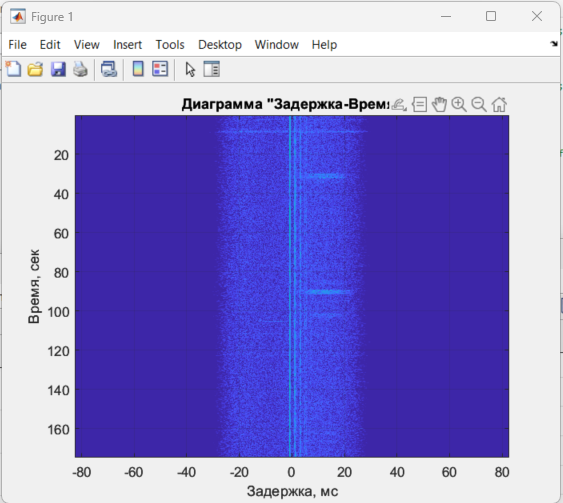 Figure 1
File Edit View Insert Tools Desktop Window Help
Диаграмма "Задержка-Время
20
40
60
80
100
120
140
160
Время, сек
-80 -60 -40 -20 0 20 40 60 80
Задержка, мс